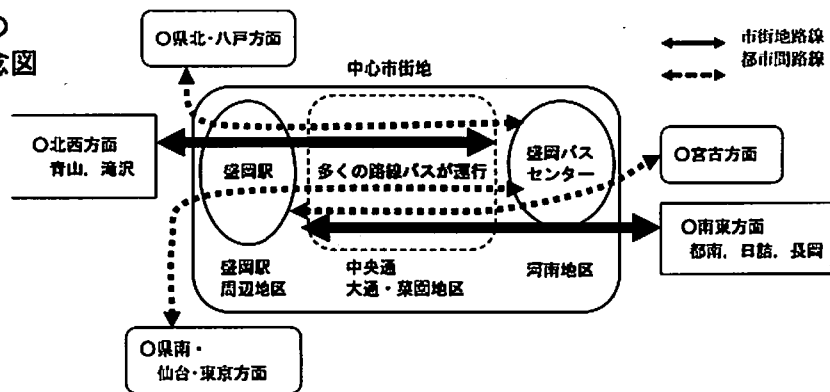 の
念図
○県北・八戸方面
中心市街地
市街地路線
都市間路線
○北西方面
青山，滝沢
盛岡駅
多くの路線バスが運行
盛岡バス
センター
○宮古方面
○南東方面
都南，日詰，長岡
盛岡駅
周辺地区
中央通
大通・菜園地区
河南地区
○県南・
仙台・東京方面